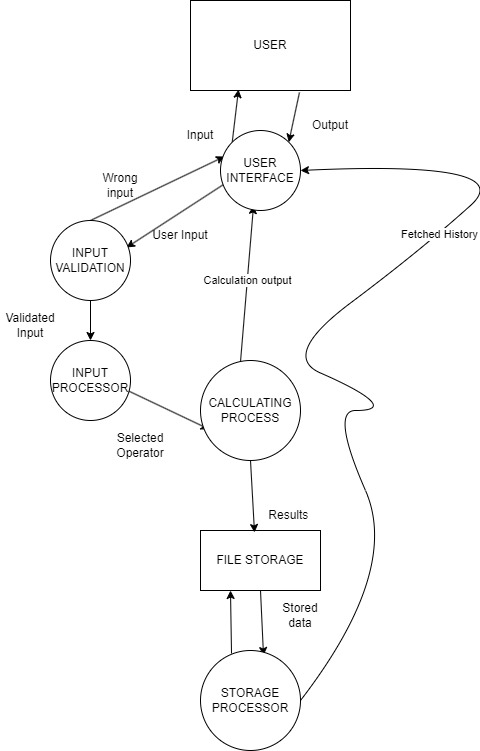 USER
Input
Output
USER
INTERFACE
Wrong
input
User Input
Fetched History
INPUT
VALIDATION
Calculation output
Validated
Input
INPUT
PROCESSOR
CALCULATING
PROCESS
Selected
Operator
Results
FILE STORAGE
Stored
data
STORAGE
PROCESSOR